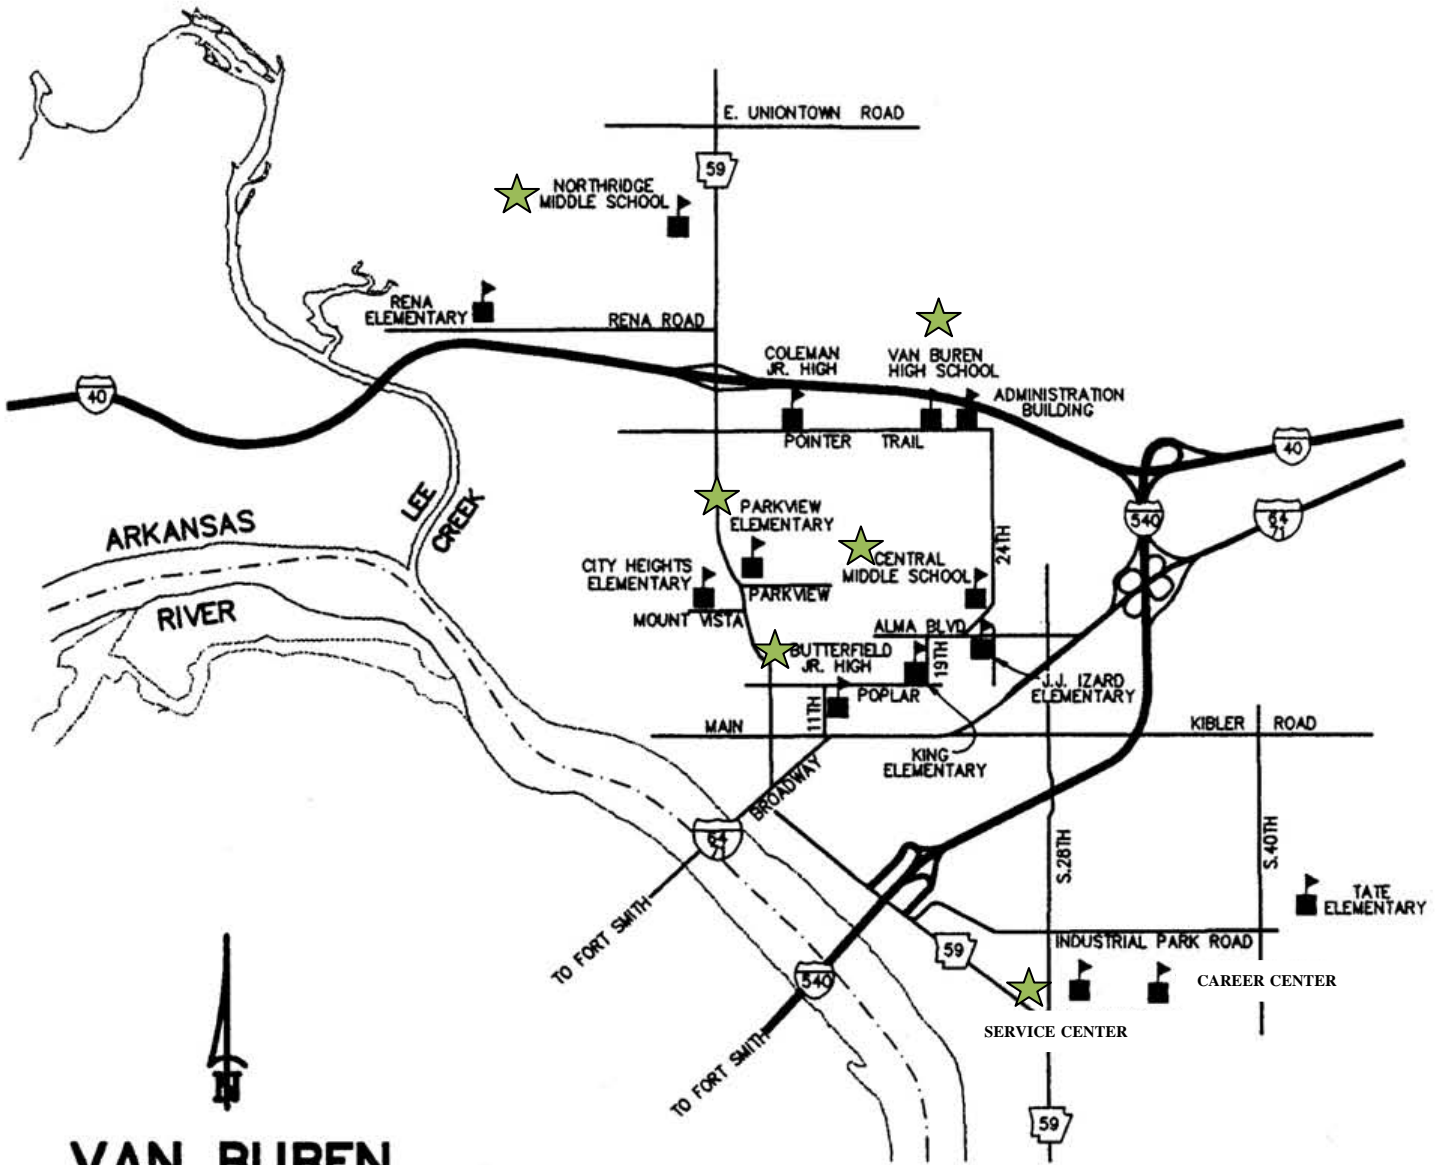 E. UNIONTOWN ROAD
59
NORTHRIDGE
MIDDLE SCHOOL
RENA
ELEMENTARY
RENA ROAD
COLEMAN
JR. HIGH
VAN BUREN
HIGH SCHOOL
ADMINISTRATION
BUILDING
40
POINTER TRAIL
40
LEE
CREEK
PARKVIEW
ELEMENTARY
540
64
71
ARKANSAS
RIVER
24TH
CITY HEIGHTS
ELEMENTARY
CENTRAL
MIDDLE SCHOOL
PARKVIEW
MOUNT VISTA
ALMA BLVD
BUTTERFIELD
JR. HIGH
19TH
J.J. IZARD
ELEMENTARY
POPLAR
11TH
MAIN
KIBLER ROAD
KING
ELEMENTARY
BROADWAY
64
71
S.28TH
S.40TH
TATE
ELEMENTARY
TO FORT SMITH
59
INDUSTRIAL PARK ROAD
540
CAREER CENTER
SERVICE CENTER
TO FORT SMITH
N
59
VAN BUREN